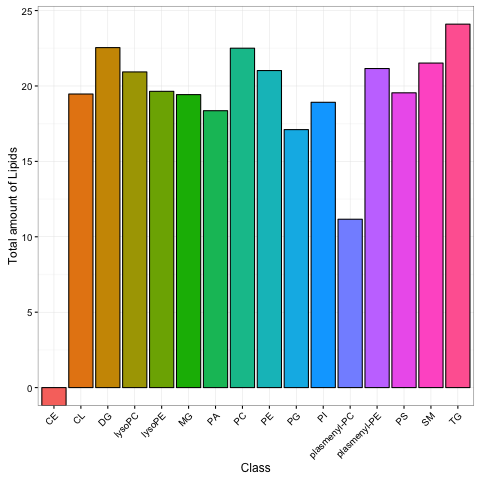 Total amount of Lipids
25
20
15
10
5
0
CE
CL
DG
lysoPC
lysoPE
MG
PA
PC
PE
PG
PI
plasmenyl-PC
plasmenyl-PE
PS
SM
TG
Class